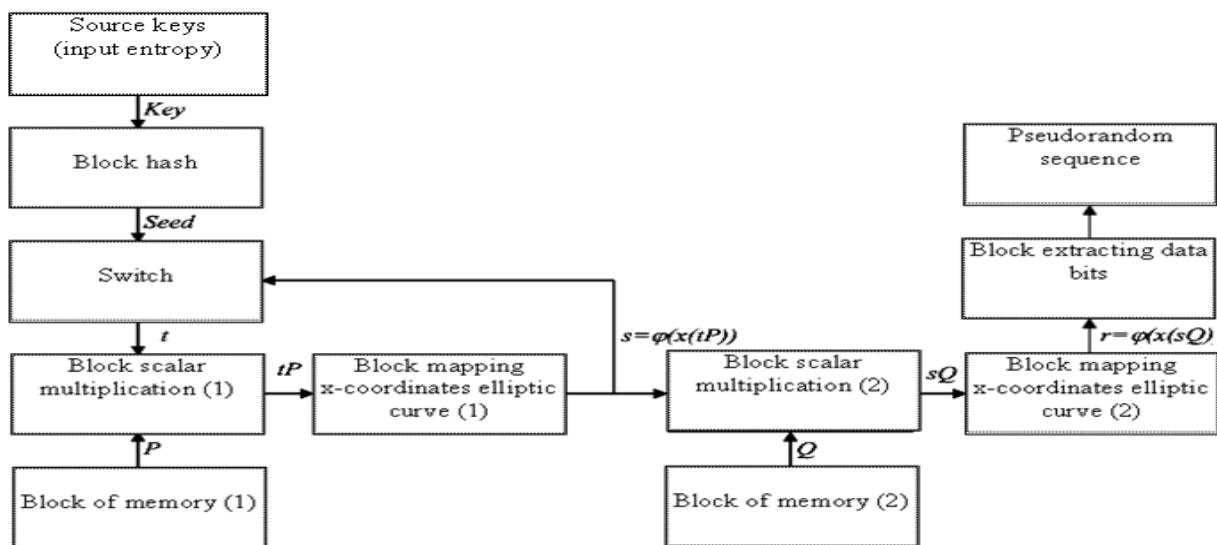 Source keys
(input entropy)
Key
Block hash
Seed
Switch
t
Block scalar
multiplication (1)
tP
Block mapping
x-coordinates elliptic
curve (1)
s=φ(x(tP))
Block scalar
multiplication (2)
sQ
Block mapping
x-coordinates elliptic
curve (2)
r=φ(x(sQ)
Block extracting data
bits
Pseudorandom
sequence
P
Block of memory (1)
Q
Block of memory (2)